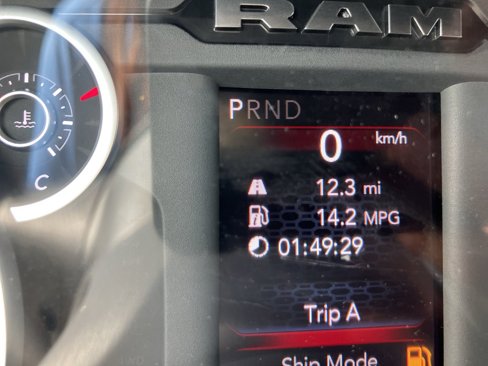 RAM
PRND
0 km/h
12.3 mi
14.2 MPG
01:49:29
C
Trip A
Ship Mode